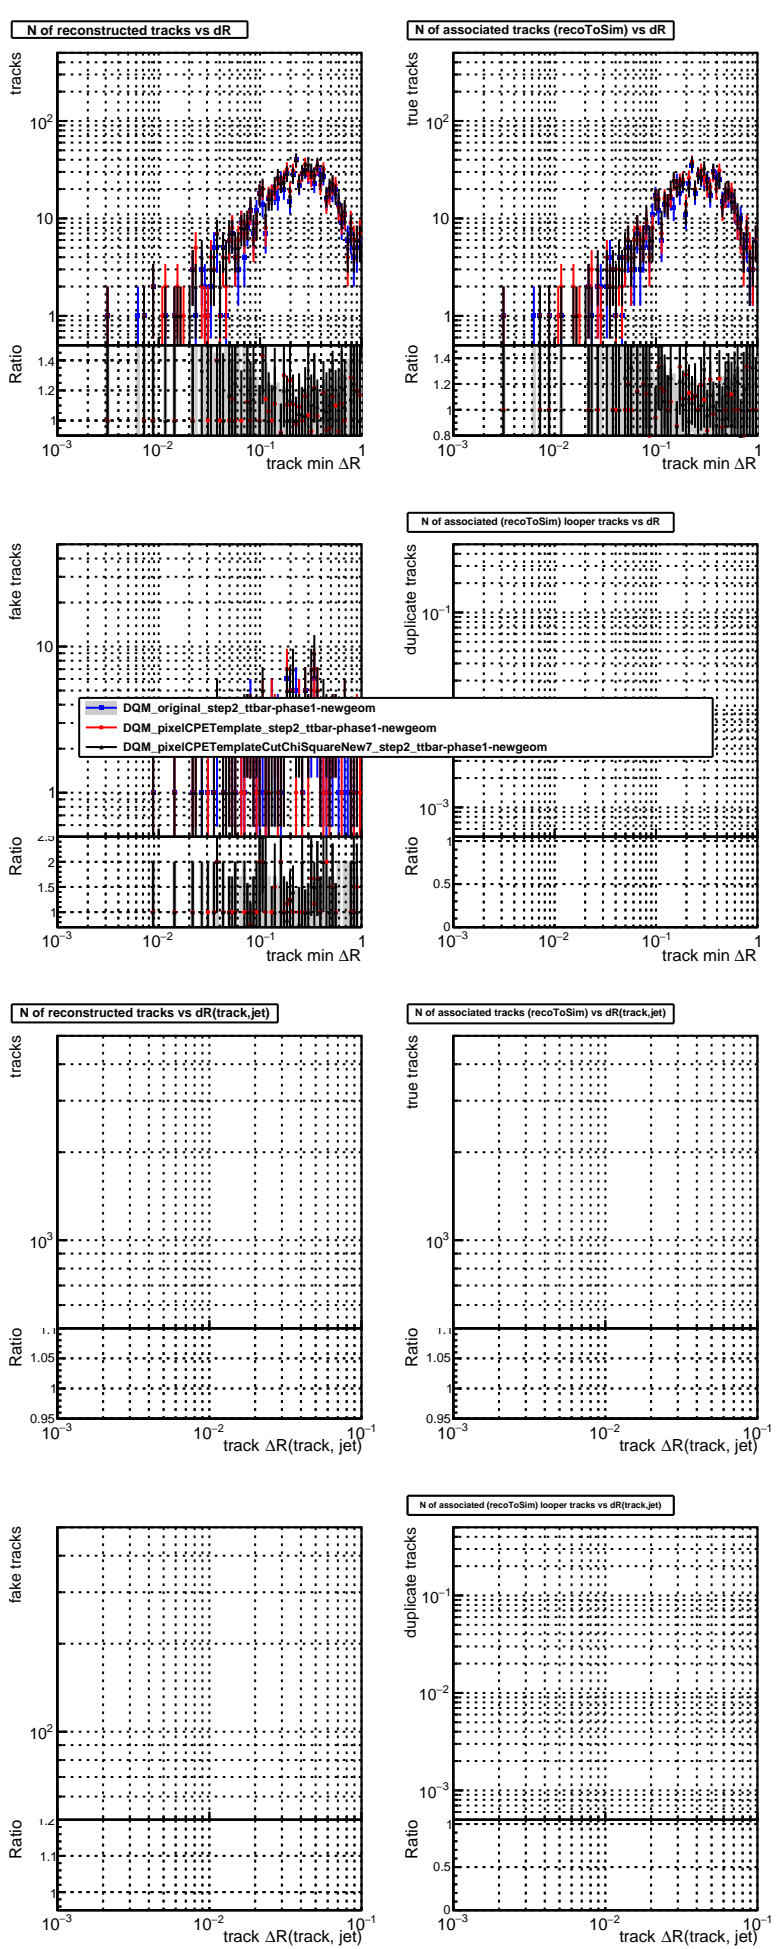 N of reconstructed tracks vs dR
tracks
10²
10
1
Ratio
1.4
1.2
1
10⁻³ 10⁻² 10⁻¹ 1
track min ΔR
N of associated tracks (recoToSim) vs dR
true tracks
10²
10
1
Ratio
1.4
1.2
1
0.8
10⁻³ 10⁻² 10⁻¹ 1
track min ΔR
fake tracks
10
1
Ratio
2.5
2
1.5
1
10⁻³ 10⁻² 10⁻¹ 1
track min ΔR
N of associated (recoToSim) looper tracks vs dR
duplicate tracks
10⁻¹
10⁻³
Ratio
1
0.5
0
10⁻³ 10⁻² 10⁻¹ 1
track min ΔR
DQM_original_step2_ttbar-phase1-newgeom
DQM_pixelCPETemplate_step2_ttbar-phase1-newgeom
DQM_pixelCPETemplateCutChiSquareNew7_step2_ttbar-phase1-newgeom
N of reconstructed tracks vs dR(track,jet)
tracks
10³
Ratio
1.1
1.05
1
0.95
10⁻³ 10⁻² 10⁻¹
track ΔR(track, jet)
N of associated tracks (recoToSim) vs dR(track,jet)
true tracks
10³
Ratio
1.1
1.05
1
0.95
10⁻³ 10⁻² 10⁻¹
track ΔR(track, jet)
fake tracks
10²
Ratio
1.2
1.1
1
10⁻³ 10⁻² 10⁻¹
track ΔR(track, jet)
N of associated (recoToSim) looper tracks vs dR(track,jet)
duplicate tracks
10⁻¹
10⁻²
10⁻³
Ratio
1
0.5
0
10⁻³ 10⁻² 10⁻¹
track ΔR(track, jet)